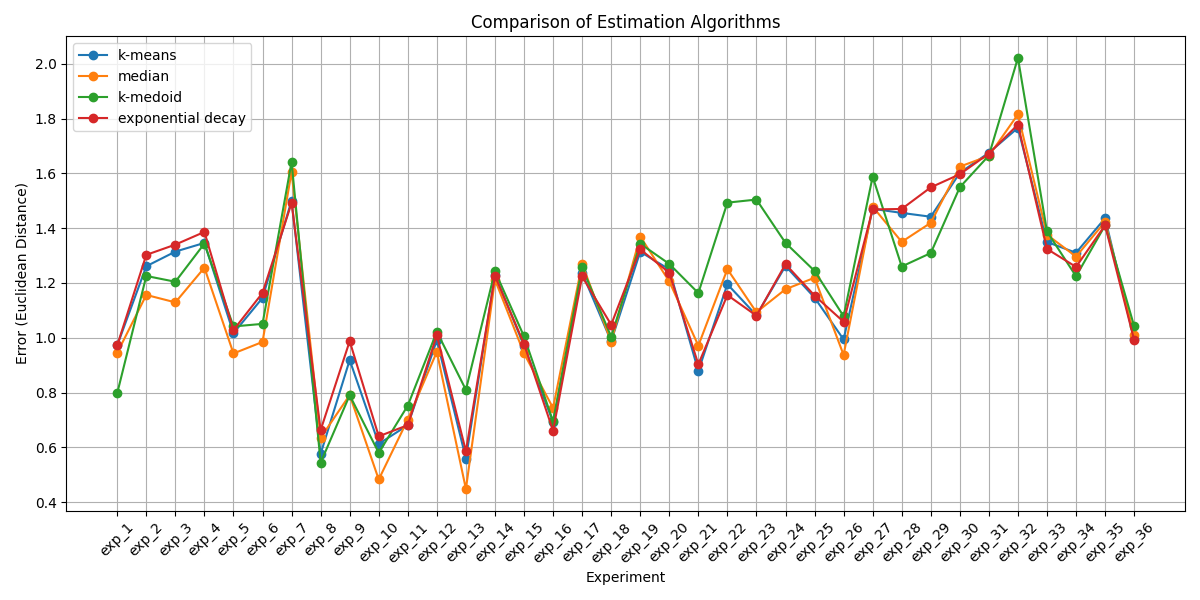 Comparison of Estimation Algorithms
k-means
median
k-medoid
exponential decay
Error (Euclidean Distance)
2.0
1.8
1.6
1.4
1.2
1.0
0.8
0.6
0.4
exp_1 exp_2 exp_3 exp_4 exp_5 exp_6 exp_7 exp_8 exp_9 exp_10 exp_11 exp_12 exp_13 exp_14 exp_15 exp_16 exp_17 exp_18 exp_19 exp_20 exp_21 exp_22 exp_23 exp_24 exp_25 exp_26 exp_27 exp_28 exp_29 exp_30 exp_31 exp_32 exp_33 exp_34 exp_35 exp_36
Experiment